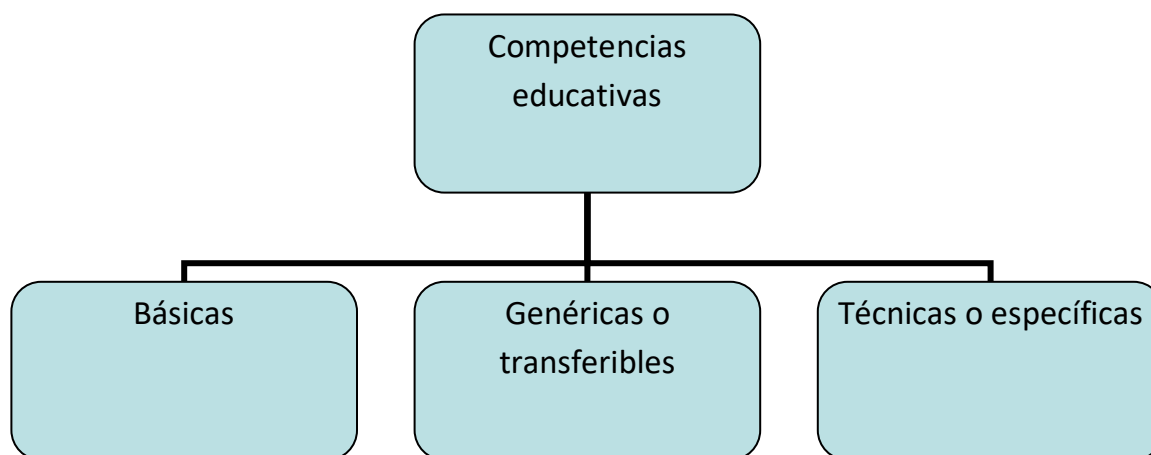 Competencias
educativas
Básicas
Genéricas o
transferibles
Técnicas o específicas